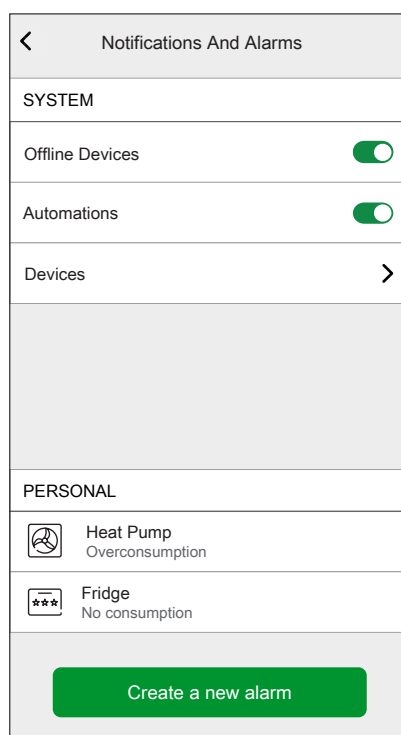 Notifications And Alarms
SYSTEM
Offline Devices
Automations
Devices
PERSONAL
Heat Pump
Overconsumption
Fridge
No consumption
Create a new alarm